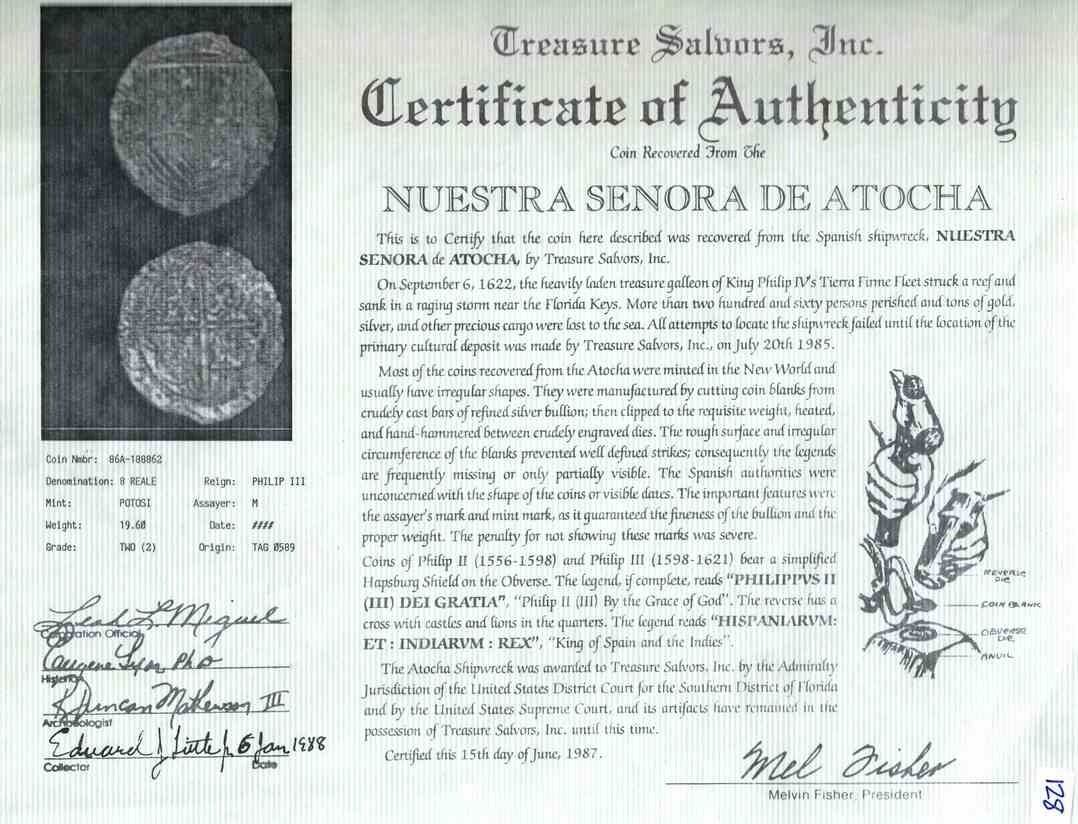 Treasure Salvors, Inc.
Certificate of Authenticity
Coin Recovered From The
NUESTRA SENORA DE ATOCHA
This is to Certify that the coin here described was recovered from the Spanish shipwreck, NUESTRA
SENORA de ATOCHA, by Treasure Salvors, Inc.
On September 6, 1622, the heavily laden treasure galleon of King Philip IV's Tierra Firme Fleet struck a reef and
sank in a raging storm near the Florida Keys. More than two hundred and sixty persons perished and tons of gold,
silver, and other precious cargo were lost to the sea. All attempts to locate the shipwreck failed until the location of the
primary cultural deposit was made by Treasure Salvors, Inc., on July 20th 1985.
Most of the coins recovered from the Atocha were minted in the New World and
usually have irregular shapes. They were manufactured by cutting coin blanks from
crudely cast bars of refined silver bullion; then clipped to the requisite weight, heated,
and hand-hammered between crudely engraved dies. The rough surface and irregular
circumference of the blanks prevented well defined strikes; consequently the legends
are frequently missing or only partially visible. The Spanish authorities were
unconcerned with the shape of the coins or visible dates. The important features were
the assayer's mark and mint mark, as it guaranteed the fineness of the bullion and the
proper weight. The penalty for not showing these marks was severe.
Coins of Philip II (1556-1598) and Philip III (1598-1621) bear a simplified
Hapsburg Shield on the Obverse. The legend, if complete, reads "PHILIPPVS II
(III) DEI GRATIA", "Philip II (III) By the Grace of God". The reverse has a
cross with castles and lions in the quarters. The legend reads "HISPANIARVM:
ET : INDIARVM : REX", "King of Spain and the Indies".
The Atocha Shipwreck was awarded to Treasure Salvors, Inc. by the Admiralty
Jurisdiction of the United States District Court for the Southern District of Florida
and by the United States Supreme Court, and its artifacts have remained in the
possession of Treasure Salvors, Inc. until this time.
Certified this 15th day of June, 1987.
REVERSE DIE
COIN BLANK
OBVERSE DIE
ANVIL
Coin Nmbr: 86A-108862
Denomination: 8 REALE Reign: PHILIP III
Mint: POTOSI Assayer: M
Weight: 19.60 Date: ####
Grade: TWO (2) Origin: TAG 0509
Leah L Miguel
Corporation Official
Eugene Lyon PhD
Historian
R Duncan Mathewson III
Archeologist
Edward J Little Jr 6 Jan 1988
Collector Date
Mel Fisher
Melvin Fisher, President
128